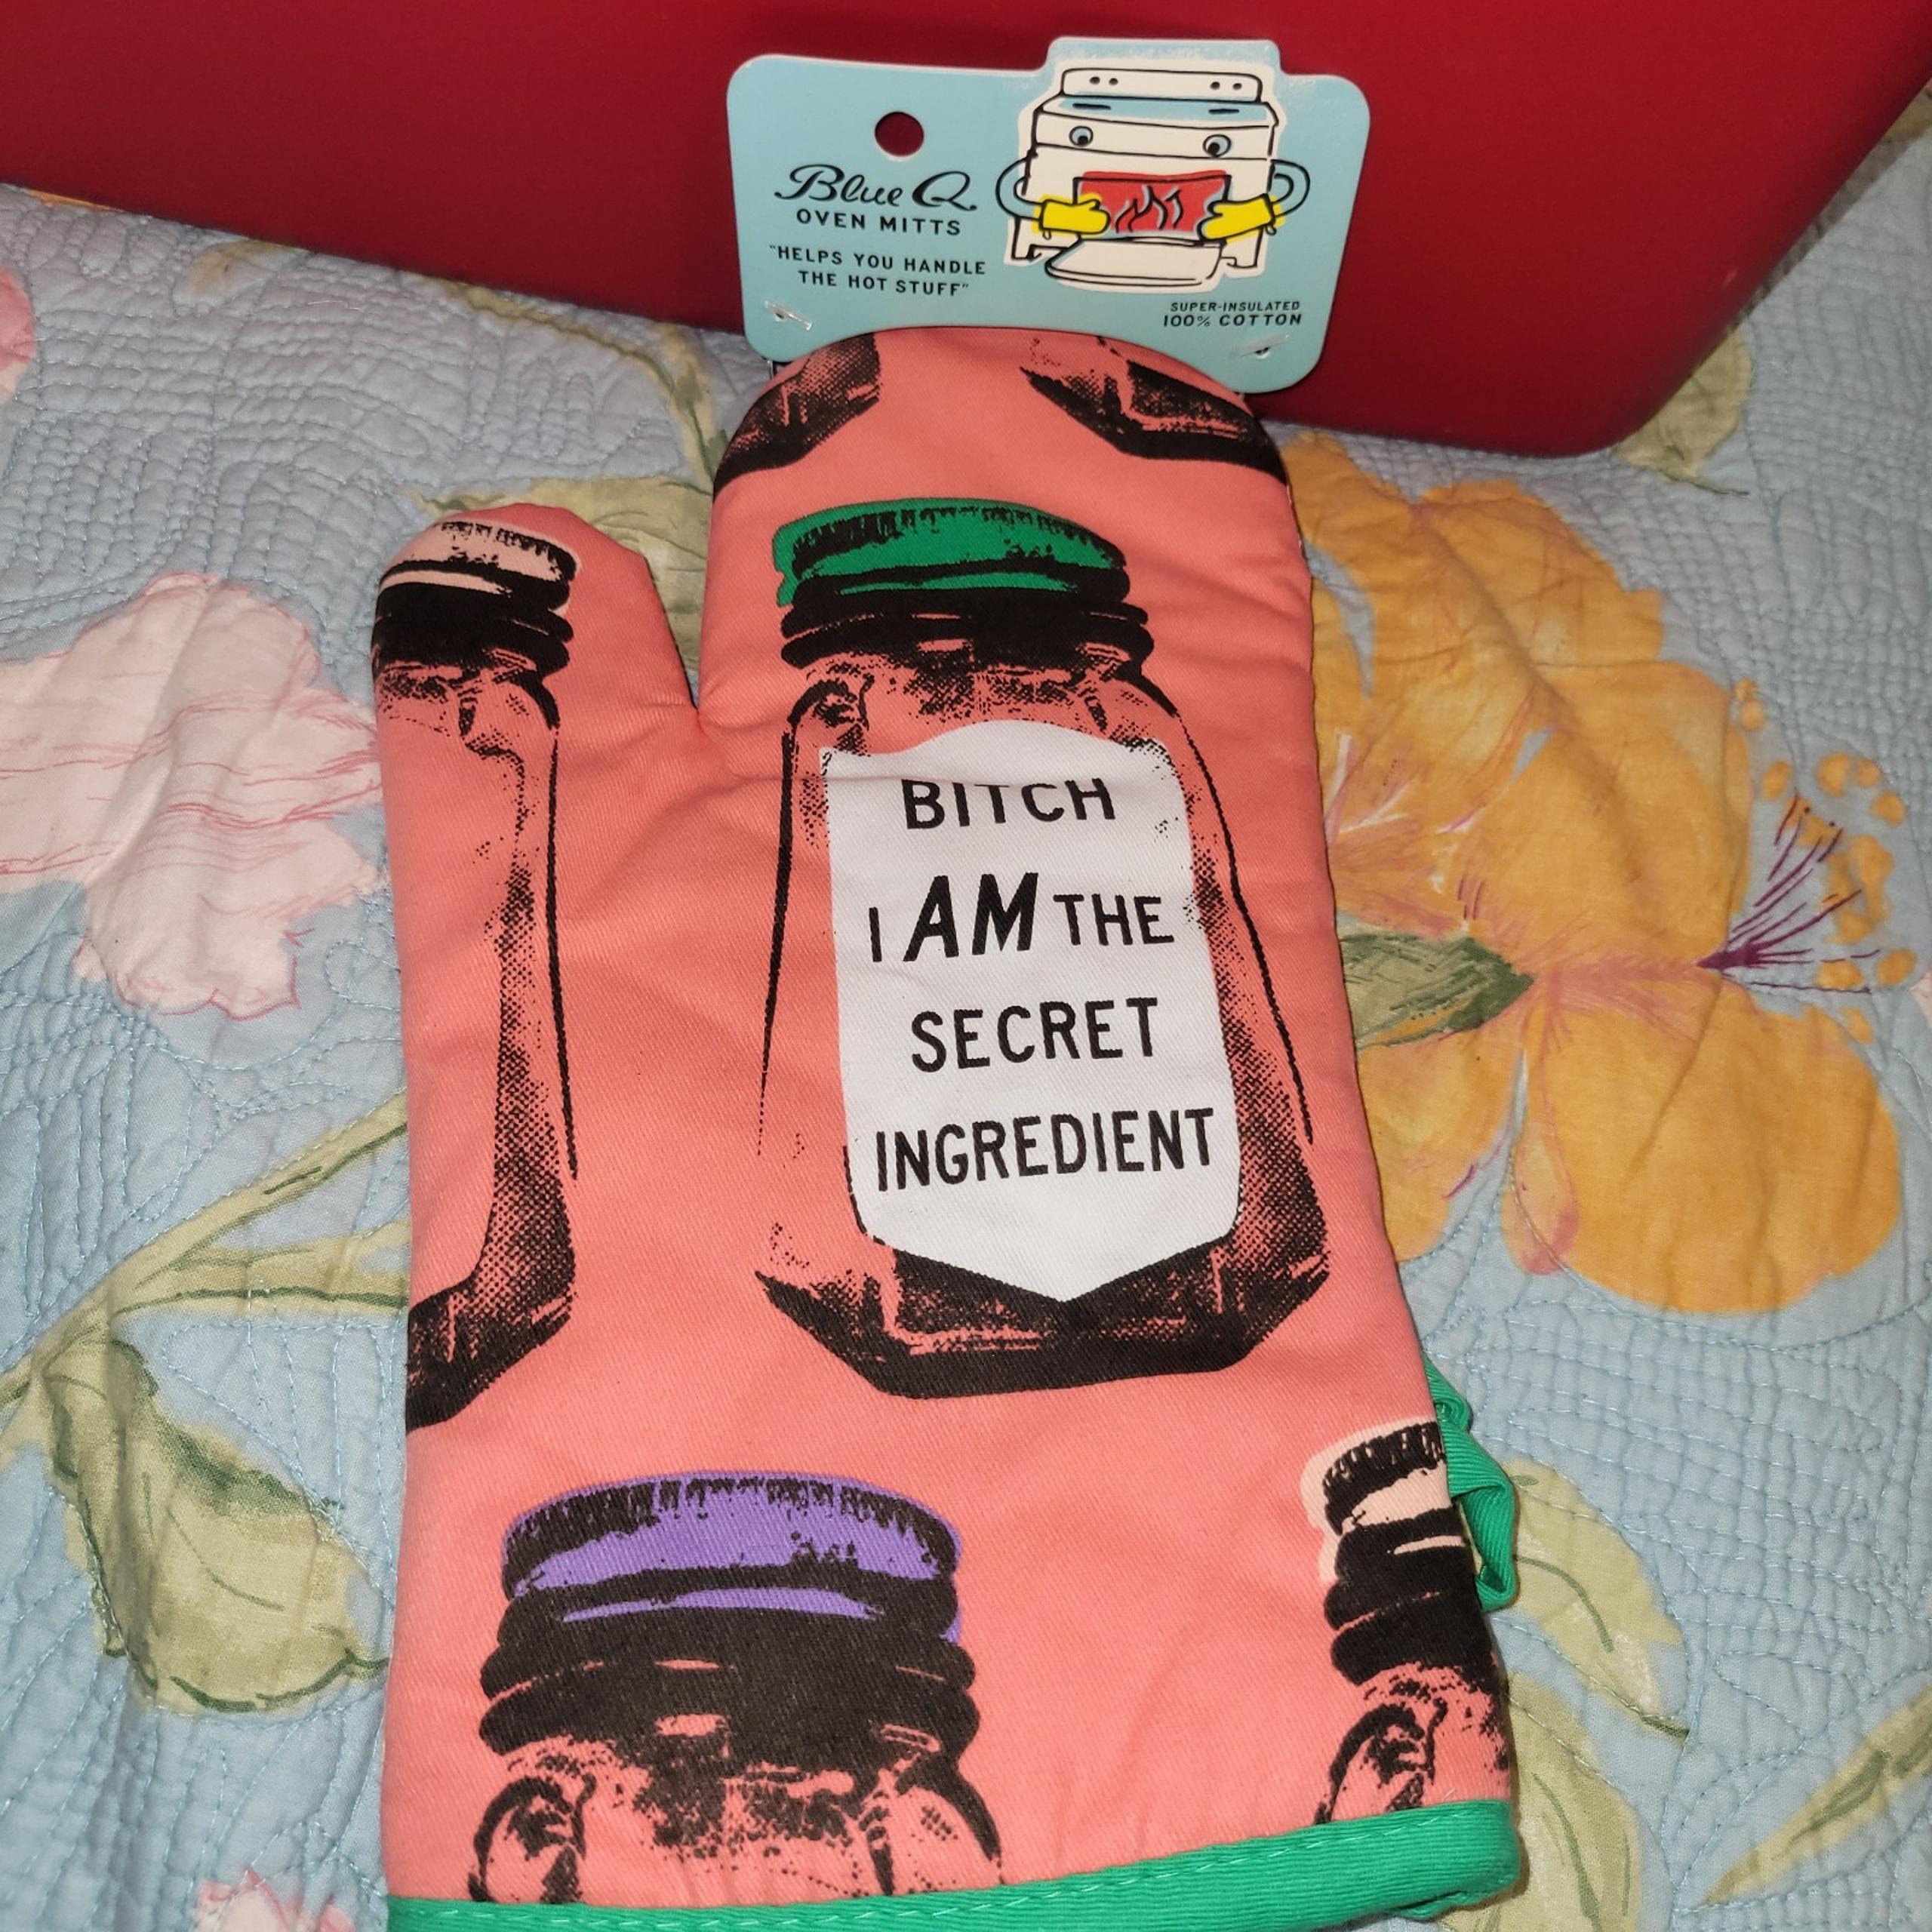 Blue Q
OVEN MITTS
"HELPS YOU HANDLE
THE HOT STUFF"
SUPER-INSULATED
100% COTTON
BITCH
I AM THE
SECRET
INGREDIENT